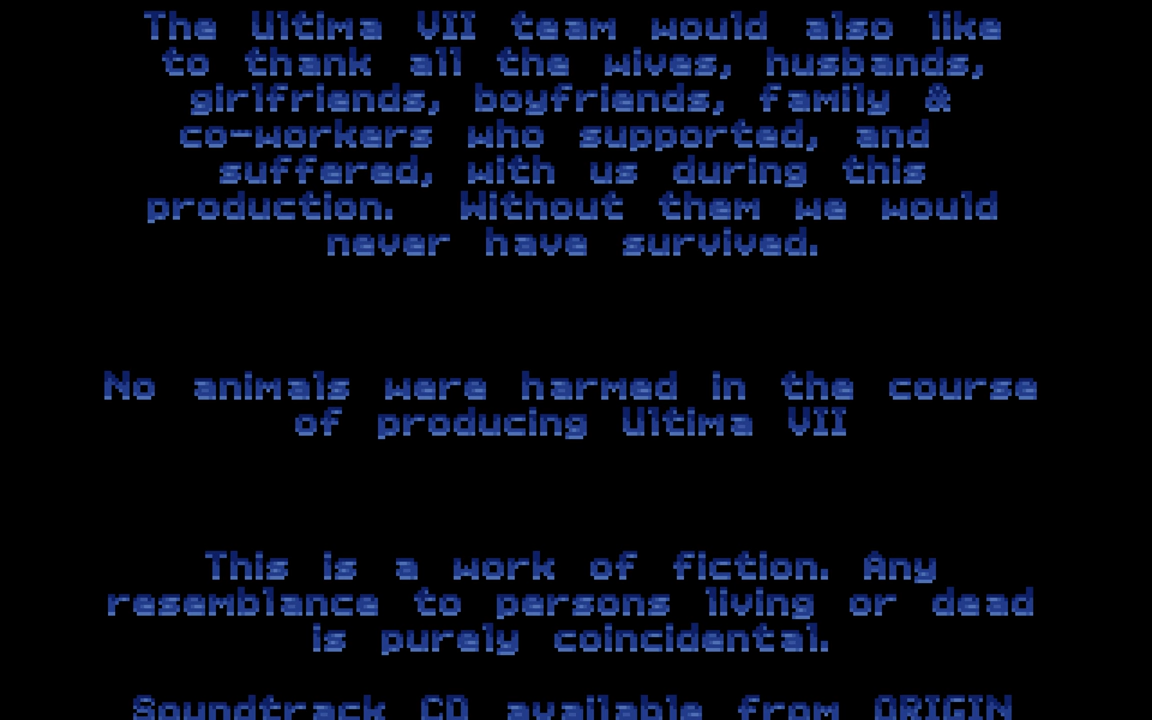 The Ultima VII team would also like
to thank all the wives, husbands,
girlfriends, boyfriends, family &
co-workers who supported, and
suffered, with us during this
production. Without them we would
never have survived.
No animals were harmed in the course
of producing Ultima VII
This is a work of fiction. Any
resemblance to persons living or dead
is purely coincidental.
Soundtrack CD available from ORIGIN